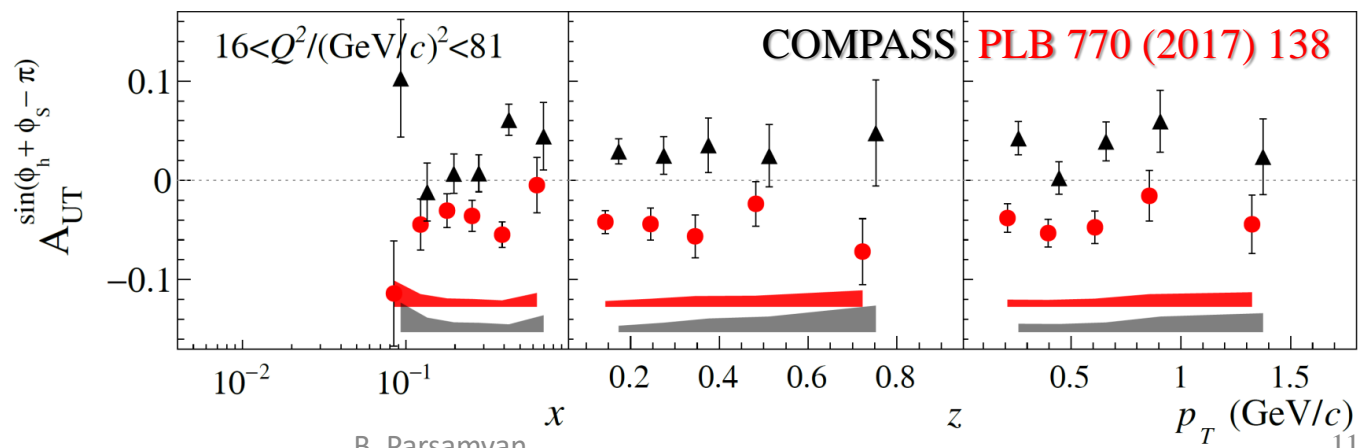 16<Q²/(GeV/c)²<81
COMPASS PLB 770 (2017) 138
A_UT^sin(ϕ_h + ϕ_S − π)
0.1
0
−0.1
10⁻² 10⁻¹ 0.2 0.4 0.6 0.8 0.5 1 1.5
x z p_T (GeV/c)
B. Parsamyan 11